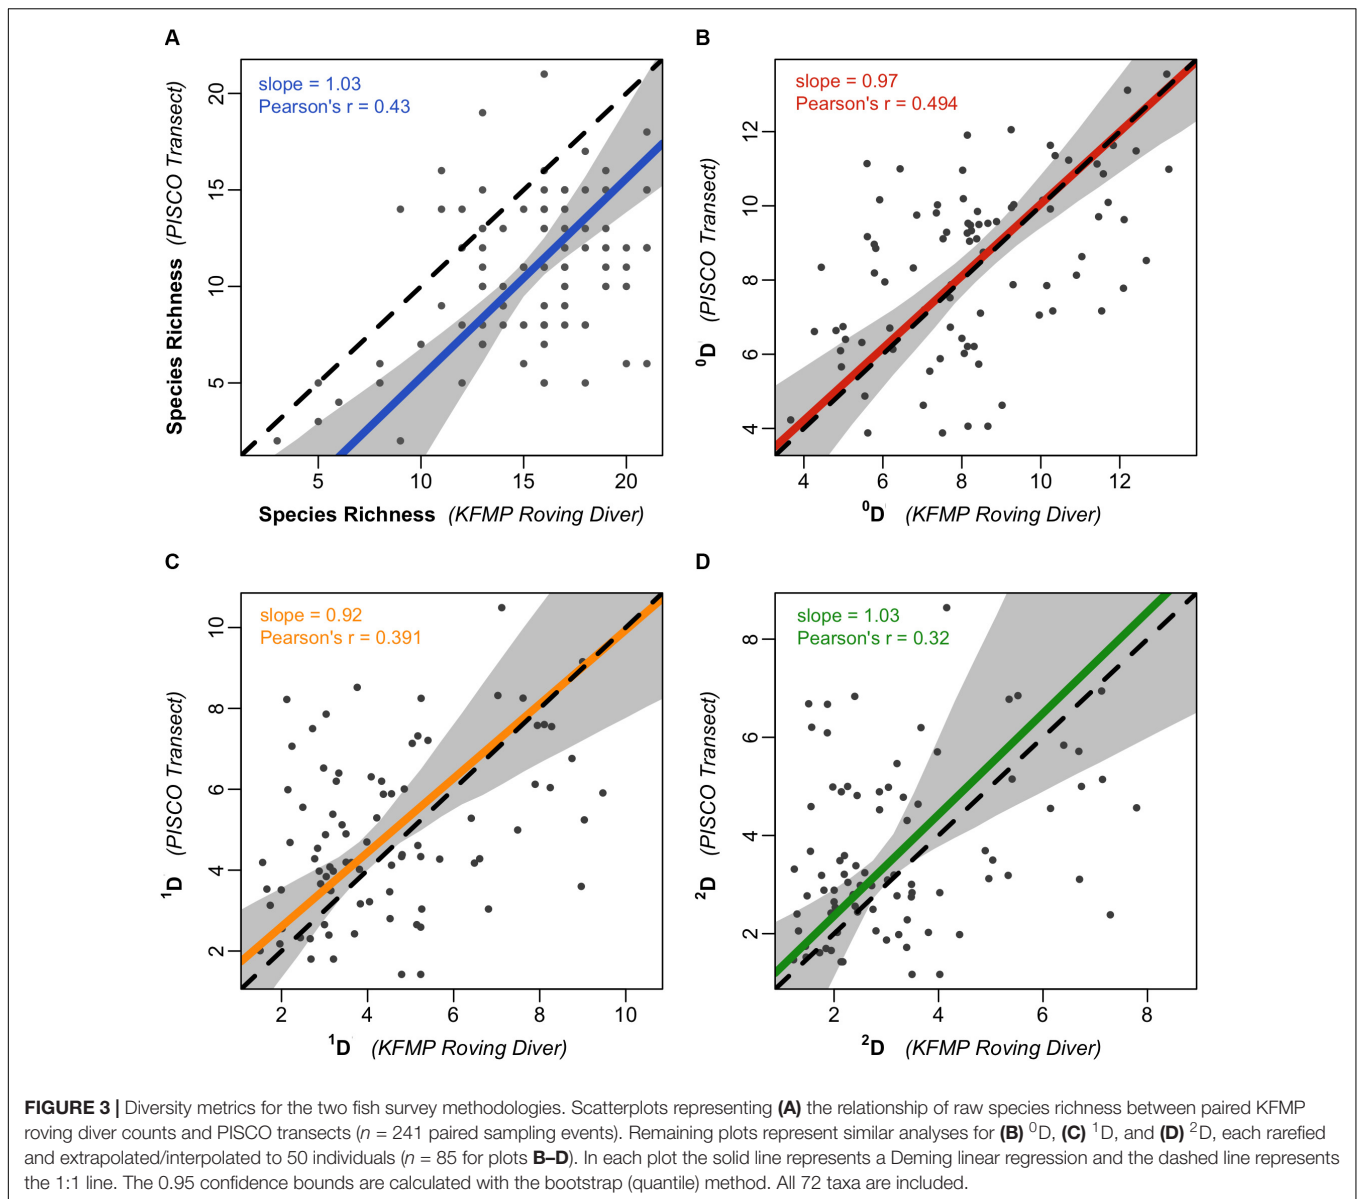 A
slope = 1.03
Pearson's r = 0.43
Species Richness (PISCO Transect)
20
15
10
5
5 10 15 20
Species Richness (KFMP Roving Diver)
B
slope = 0.97
Pearson's r = 0.494
⁰D (PISCO Transect)
12
10
8
6
4
4 6 8 10 12
⁰D (KFMP Roving Diver)
C
slope = 0.92
Pearson's r = 0.391
¹D (PISCO Transect)
10
8
6
4
2
2 4 6 8 10
¹D (KFMP Roving Diver)
D
slope = 1.03
Pearson's r = 0.32
²D (PISCO Transect)
8
6
4
2
2 4 6 8
²D (KFMP Roving Diver)
FIGURE 3 | Diversity metrics for the two fish survey methodologies. Scatterplots representing (A) the relationship of raw species richness between paired KFMP
roving diver counts and PISCO transects (n = 241 paired sampling events). Remaining plots represent similar analyses for (B) ⁰D, (C) ¹D, and (D) ²D, each rarefied
and extrapolated/interpolated to 50 individuals (n = 85 for plots B–D). In each plot the solid line represents a Deming linear regression and the dashed line represents
the 1:1 line. The 0.95 confidence bounds are calculated with the bootstrap (quantile) method. All 72 taxa are included.